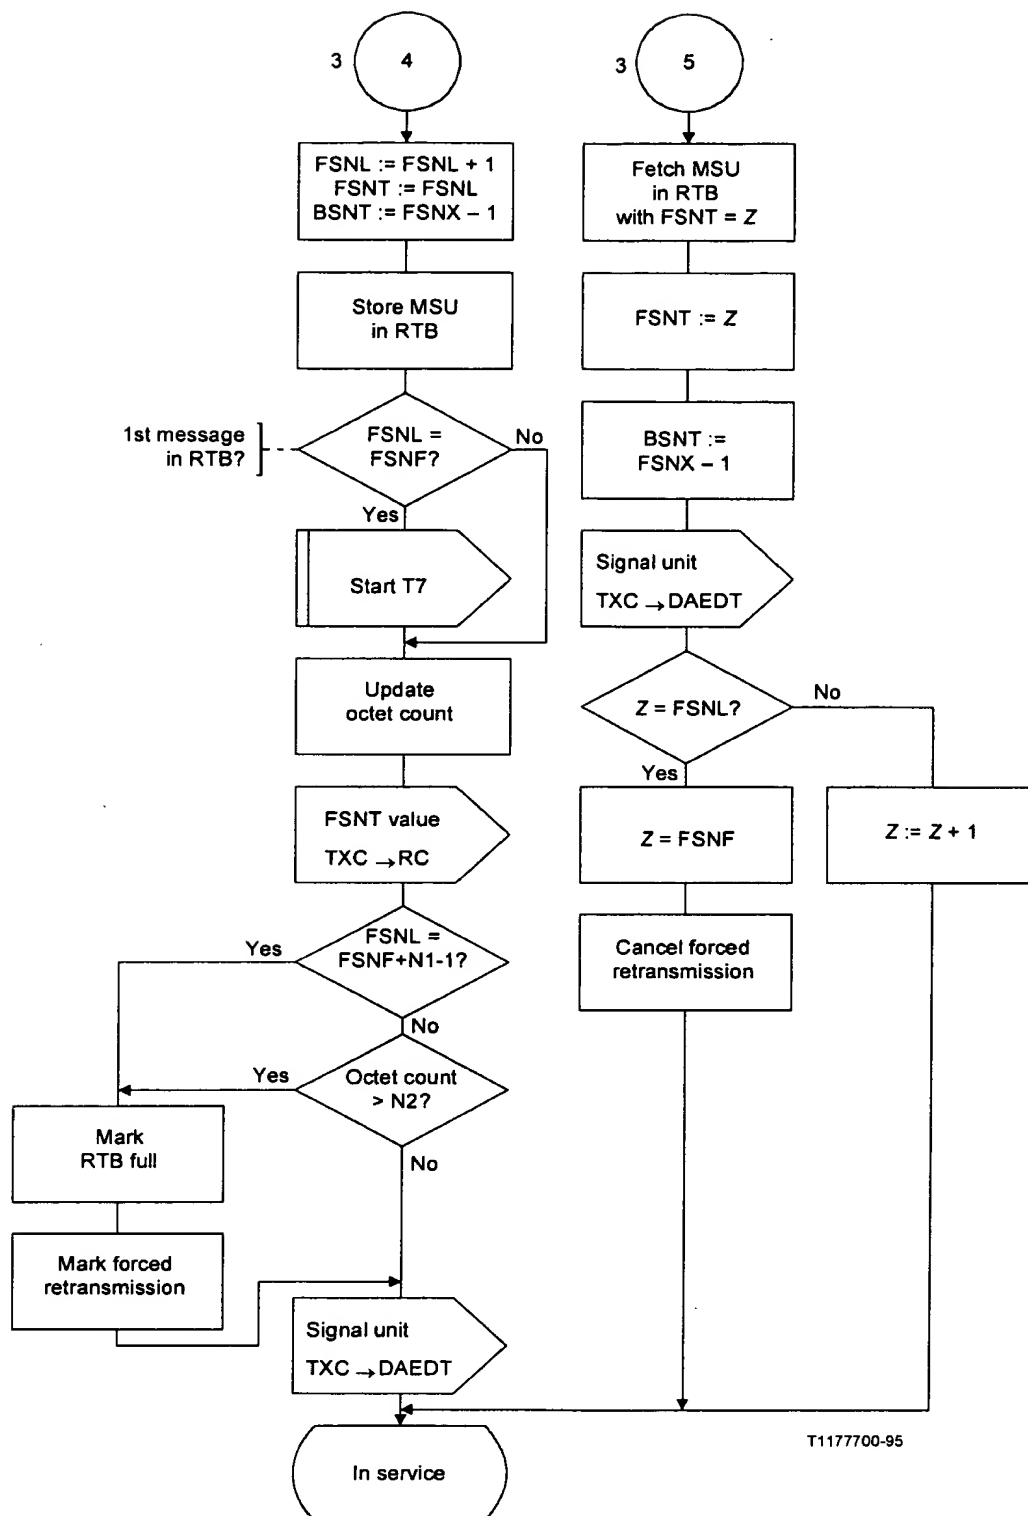 3
4
FSNL := FSNL + 1
FSNT := FSNL
BSNT := FSNX – 1
Store MSU
in RTB
1st message
in RTB?
FSNL =
FSNF?
No
Yes
Start T7
Update
octet count
FSNT value
TXC → RC
FSNL =
FSNF+N1-1?
Yes
No
Octet count
> N2?
Yes
No
Mark
RTB full
Mark forced
retransmission
Signal unit
TXC → DAEDT
In service
3
5
Fetch MSU
in RTB
with FSNT = Z
FSNT := Z
BSNT :=
FSNX – 1
Signal unit
TXC → DAEDT
Z = FSNL?
No
Yes
Z = FSNF
Z := Z + 1
Cancel forced
retransmission
T1177700-95